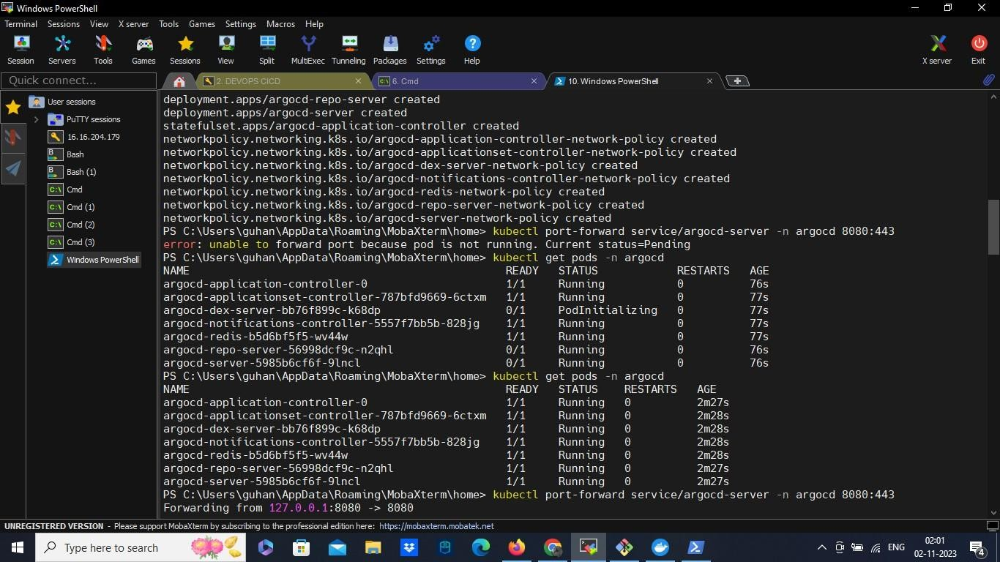 Windows PowerShell
Terminal Sessions View X server Tools Games Settings Macros Help
Session Servers Tools Games Sessions View Split MultiExec Tunneling Packages Settings Help X server Exit
Quick connect...
2. DEVOPS CICD
6. Cmd
10. Windows PowerShell
User sessions
PuTTY sessions
16.16.204.179
Bash
Bash (1)
Cmd
Cmd (1)
Cmd (2)
Cmd (3)
Windows PowerShell
deployment.apps/argocd-repo-server created
deployment.apps/argocd-server created
statefulset.apps/argocd-application-controller created
networkpolicy.networking.k8s.io/argocd-application-controller-network-policy created
networkpolicy.networking.k8s.io/argocd-applicationset-controller-network-policy created
networkpolicy.networking.k8s.io/argocd-dex-server-network-policy created
networkpolicy.networking.k8s.io/argocd-notifications-controller-network-policy created
networkpolicy.networking.k8s.io/argocd-redis-network-policy created
networkpolicy.networking.k8s.io/argocd-repo-server-network-policy created
networkpolicy.networking.k8s.io/argocd-server-network-policy created
PS C:\Users\guhan\AppData\Roaming\MobaXterm\home> kubectl port-forward service/argocd-server -n argocd 8080:443
error: unable to forward port because pod is not running. Current status=Pending
PS C:\Users\guhan\AppData\Roaming\MobaXterm\home> kubectl get pods -n argocd
NAME READY STATUS RESTARTS AGE
argocd-application-controller-0 1/1 Running 0 76s
argocd-applicationset-controller-787bfd9669-6ctxm 1/1 Running 0 77s
argocd-dex-server-bb76f899c-k68dp 0/1 PodInitializing 0 77s
argocd-notifications-controller-5557f7bb5b-828jg 1/1 Running 0 77s
argocd-redis-b5d6bf5f5-wv44w 1/1 Running 0 77s
argocd-repo-server-56998dcf9c-n2qhl 0/1 Running 0 76s
argocd-server-5985b6cf6f-9lncl 0/1 Running 0 76s
PS C:\Users\guhan\AppData\Roaming\MobaXterm\home> kubectl get pods -n argocd
NAME READY STATUS RESTARTS AGE
argocd-application-controller-0 1/1 Running 0 2m27s
argocd-applicationset-controller-787bfd9669-6ctxm 1/1 Running 0 2m28s
argocd-dex-server-bb76f899c-k68dp 1/1 Running 0 2m28s
argocd-notifications-controller-5557f7bb5b-828jg 1/1 Running 0 2m28s
argocd-redis-b5d6bf5f5-wv44w 1/1 Running 0 2m28s
argocd-repo-server-56998dcf9c-n2qhl 1/1 Running 0 2m27s
argocd-server-5985b6cf6f-9lncl 1/1 Running 0 2m27s
PS C:\Users\guhan\AppData\Roaming\MobaXterm\home> kubectl port-forward service/argocd-server -n argocd 8080:443
Forwarding from 127.0.0.1:8080 -> 8080
UNREGISTERED VERSION - Please support MobaXterm by subscribing to the professional edition here: https://mobaxterm.mobatek.net
Type here to search
ENG
02:01
02-11-2023
4